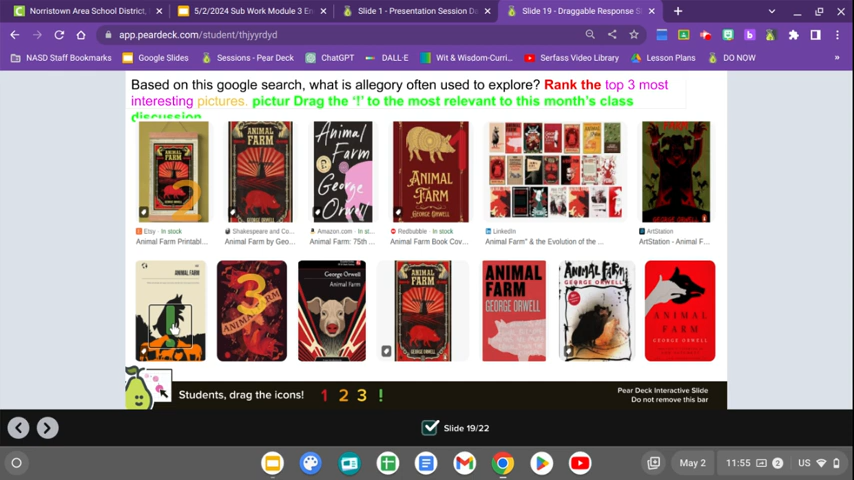 Norristown Area School District,
5/2/2024 Sub Work Module 3 En
Slide 1 - Presentation Session Da
Slide 19 - Draggable Response S
app.peardeck.com/student/thjyyrdyd
NASD Staff Bookmarks
Google Slides
Sessions - Pear Deck
ChatGPT
DALL·E
Wit & Wisdom-Curri...
Serfass Video Library
Lesson Plans
DO NOW
»
Based on this google search, what is allegory often used to explore? Rank the top 3 most
interesting pictures. pictur Drag the '!' to the most relevant to this month's class
discussion
ANIMAL FARM
2
ANIMAL FARM
Animal Farm George Orwell
ANIMAL FARM
GEORGE ORWELL
Etsy · In stock
Shakespeare and Co...
Amazon.com · In st...
Redbubble · In stock
LinkedIn
ArtStation
Animal Farm Printabl...
Animal Farm by Geo...
Animal Farm: 75th ...
Animal Farm Book Cov...
Animal Farm" & the Evolution of the ...
ArtStation - Animal F...
ANIMAL FARM
!
3
ANIMAL FARM
George Orwell
Animal Farm
ANIMAL FARM
ANIMAL FARM
GEORGE ORWELL
ANIMAL FARM
GEORGE ORWELL
ANIMAL FARM
GEORGE ORWELL
Students, drag the icons!
1 2 3 !
Pear Deck Interactive Slide
Do not remove this bar
Slide 19/22
May 2
11:55
2
US